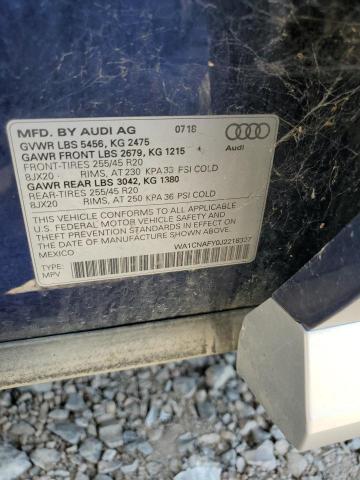 MFD. BY AUDI AG 07 18
GVWR LBS 5456, KG 2475
GAWR FRONT LBS 2679, KG 1215
FRONT-TIRES 255/45 R20
8JX20 RIMS, AT 230 KPA 33 PSI COLD
GAWR REAR LBS 3042, KG 1380
REAR-TIRES 255/45 R20
8JX20 RIMS, AT 250 KPA 36 PSI COLD
Audi
THIS VEHICLE CONFORMS TO ALL APPLICABLE
U.S. FEDERAL MOTOR VEHICLE SAFETY AND
THEFT PREVENTION STANDARDS IN EFFECT ON
THE DATE OF MANUFACTURE SHOWN ABOVE.
MEXICO WA1CNAFY0J2218327
TYPE:
MPV